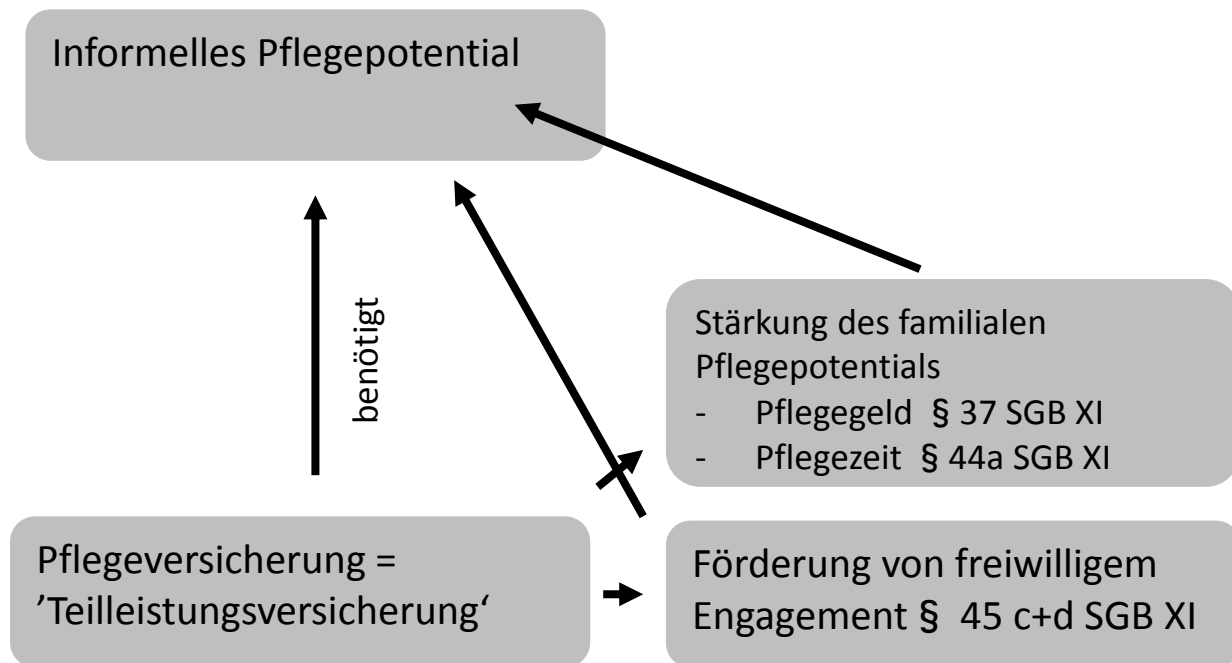 Informelles Pflegepotential
benötigt
Stärkung des familialen
Pflegepotentials
- Pflegegeld § 37 SGB XI
- Pflegezeit § 44a SGB XI
Pflegeversicherung =
’Teilleistungsversicherung‘
Förderung von freiwilligem
Engagement § 45 c+d SGB XI